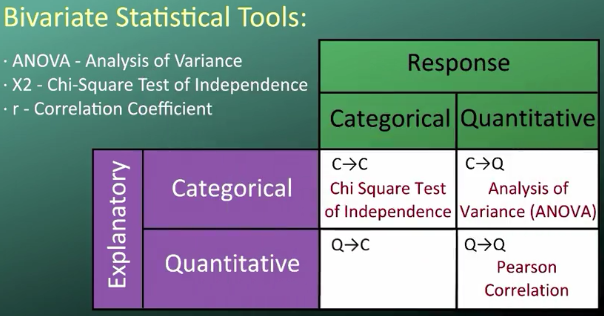 Bivariate Statistical Tools:
· ANOVA - Analysis of Variance
· X2 - Chi-Square Test of Independence
· r - Correlation Coefficient
Response
Categorical
Quantitative
Explanatory
Categorical
C→C
Chi Square Test
of Independence
C→Q
Analysis of
Variance (ANOVA)
Quantitative
Q→C
Q→Q
Pearson
Correlation